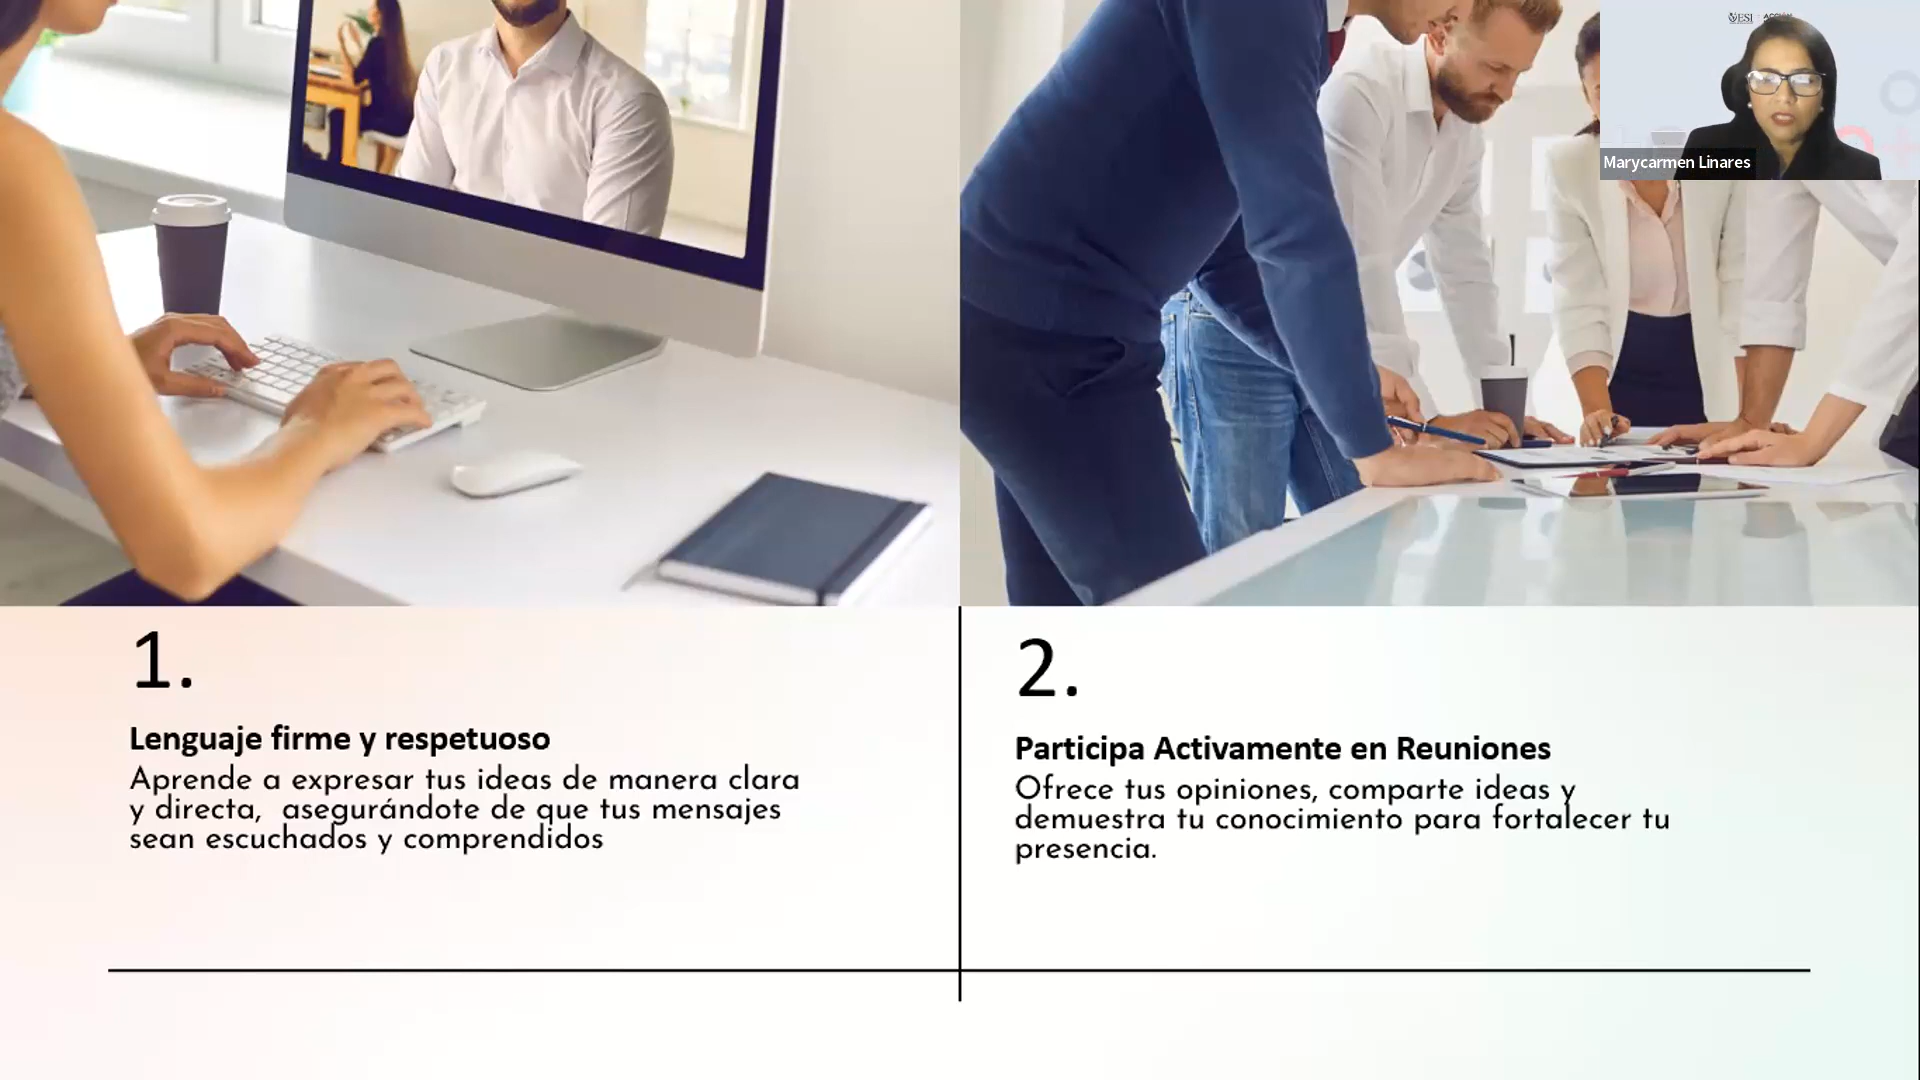 ESI
Marycarmen Linares
1.
Lenguaje firme y respetuoso
Aprende a expresar tus ideas de manera clara
y directa,  asegurándote de que tus mensajes
sean escuchados y comprendidos
2.
Participa Activamente en Reuniones
Ofrece tus opiniones, comparte ideas y
demuestra tu conocimiento para fortalecer tu
presencia.